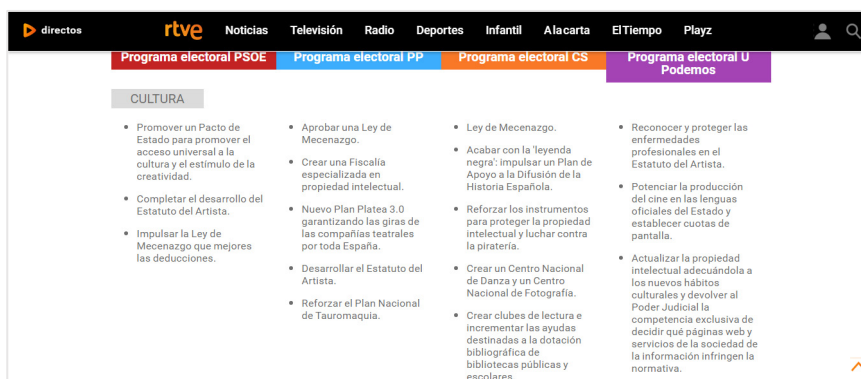 directos
rtve
Noticias Televisión Radio Deportes Infantil Alacarta ElTiempo Playz
Programa electoral PSOE
Programa electoral PP
Programa electoral CS
Programa electoral U
Podemos
CULTURA
Promover un Pacto de
Estado para promover el
acceso universal a la
cultura y el estímulo de la
creatividad.
Completar el desarrollo del
Estatuto del Artista.
Impulsar la Ley de
Mecenazgo que mejores
las deducciones.
Aprobar una Ley de
Mecenazgo.
Crear una Fiscalía
especializada en
propiedad intelectual.
Nuevo Plan Platea 3.0
garantizando las giras de
las compañías teatrales
por toda España.
Desarrollar el Estatuto del
Artista.
Reforzar el Plan Nacional
de Tauromaquia.
Ley de Mecenazgo.
Acabar con la 'leyenda
negra': impulsar un Plan de
Apoyo a la Difusión de la
Historia Española.
Reforzar los instrumentos
para proteger la propiedad
intelectual y luchar contra
la piratería.
Crear un Centro Nacional
de Danza y un Centro
Nacional de Fotografía.
Crear clubes de lectura e
incrementar las ayudas
destinadas a la dotación
bibliográfica de
bibliotecas públicas y
escolares.
Reconocer y proteger las
enfermedades
profesionales en el
Estatuto del Artista.
Potenciar la producción
del cine en las lenguas
oficiales del Estado y
establecer cuotas de
pantalla.
Actualizar la propiedad
intelectual adecuándola a
los nuevos hábitos
culturales y devolver al
Poder Judicial la
competencia exclusiva de
decidir qué páginas web y
servicios de la sociedad de
la información infringen la
normativa.